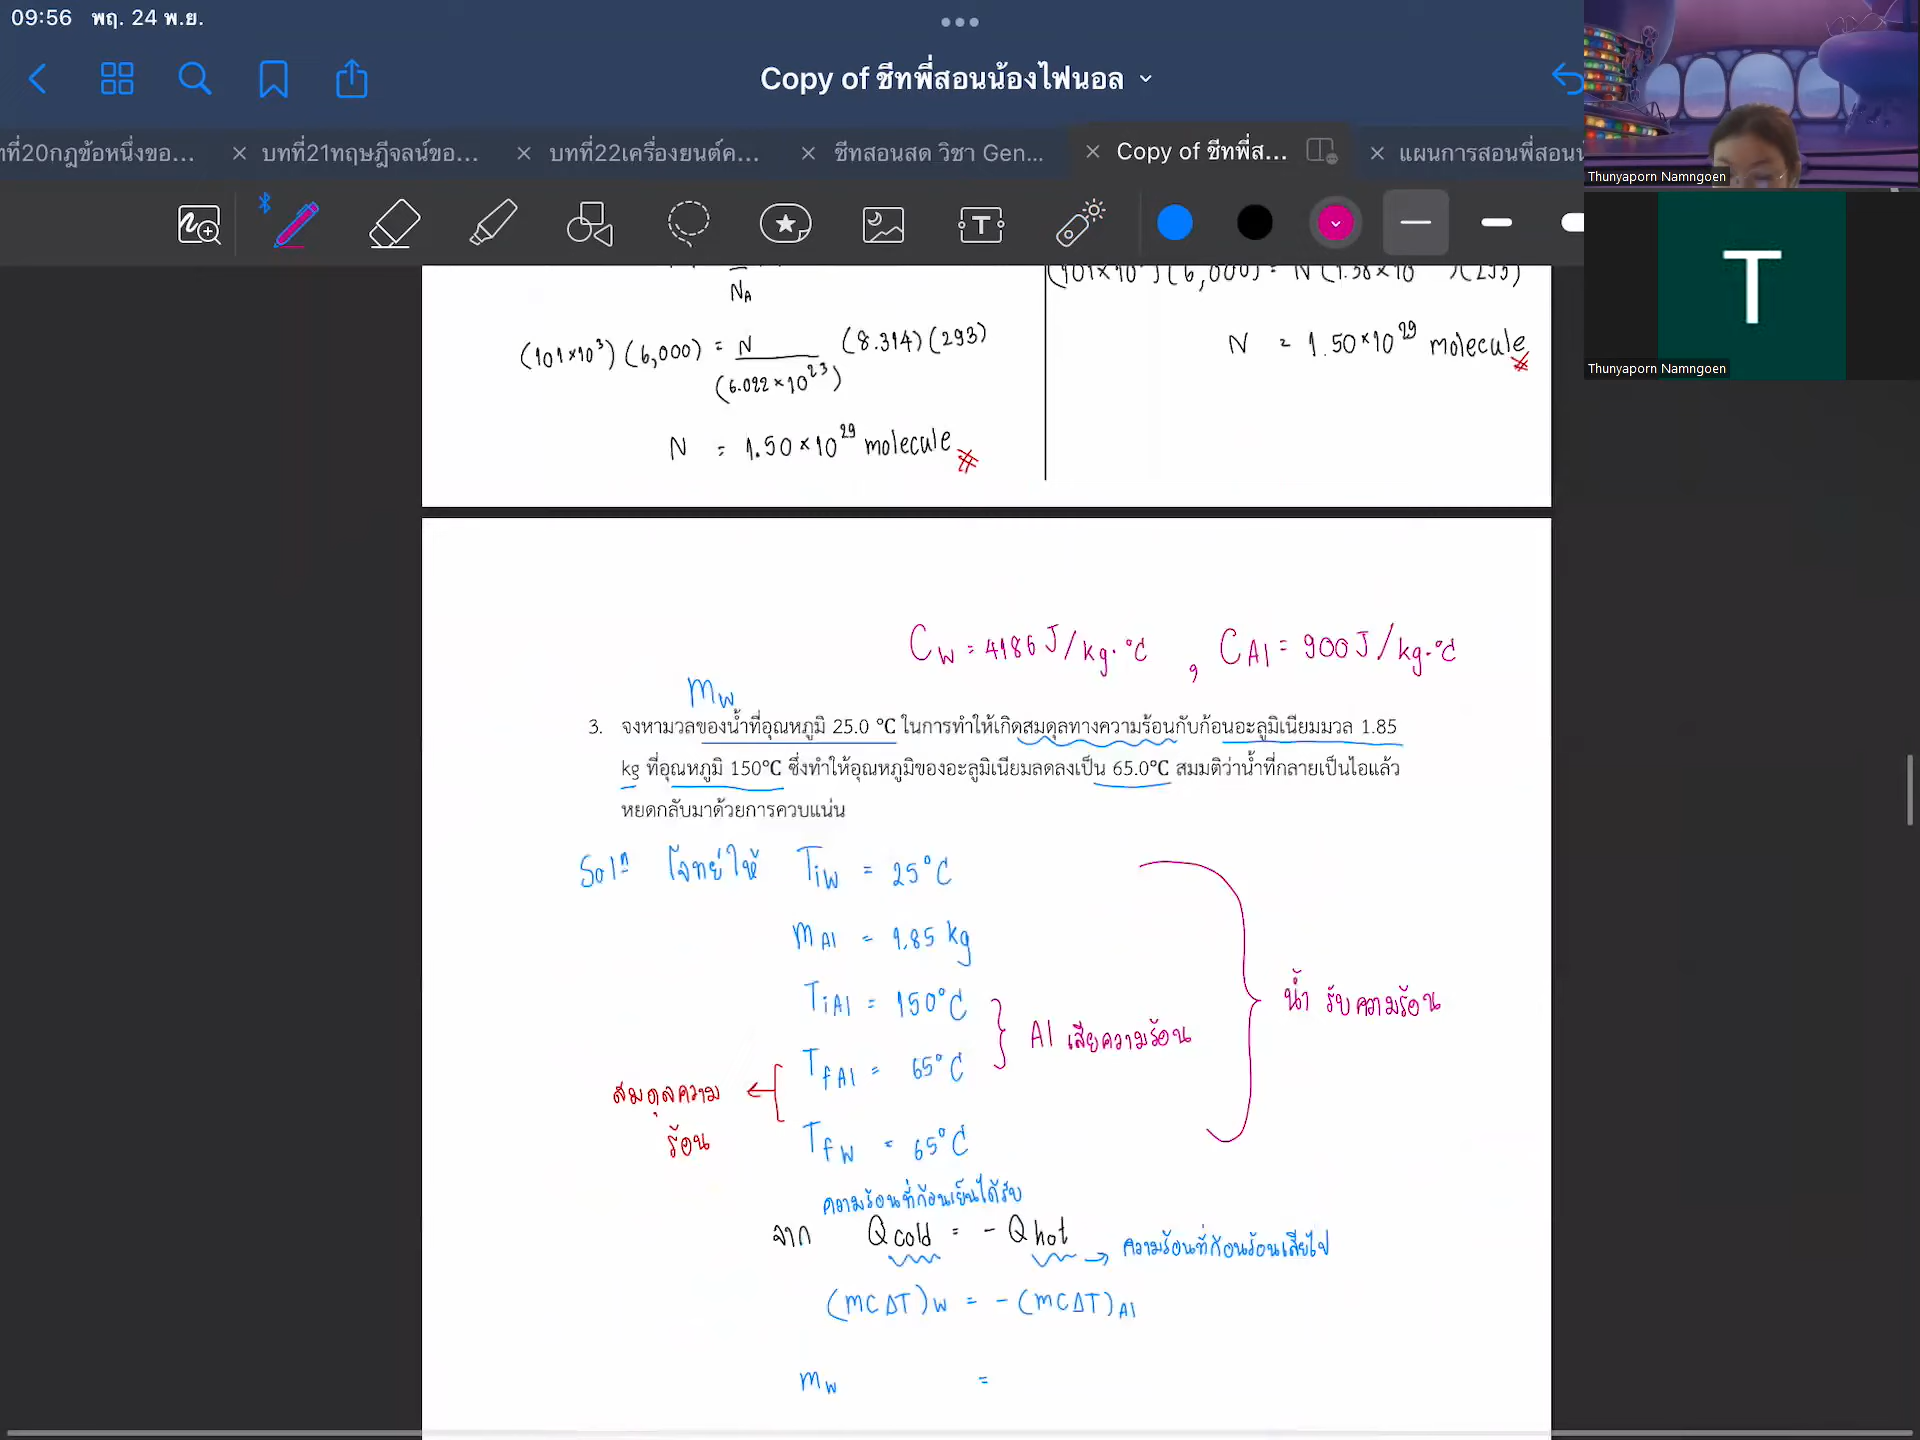 09:56 พฤ. 24 พ.ย.
Copy of ชีทพี่สอนน้องไฟนอล
ที่20กฎข้อหนึ่งขอ...
บทที่21ทฤษฎีจลน์ขอ...
บทที่22เครื่องยนต์ค...
ชีทสอนสด วิชา Gen...
Copy of ชีทพี่ส...
แผนการสอนพี่สอน
Thunyaporn Namngoen
T
Thunyaporn Namngoen
N_A
(101×10³)(6,000) = N (8.314)(293)
(6.022×10²³)
N = 1.50×10²⁹ molecule
N = 1.50×10²⁹ molecule
C_w = 4186 J/kg·°C , C_Al = 900 J/kg·°C
m_w
3. จงหามวลของน้ำที่อุณหภูมิ 25.0 °C ในการทำให้เกิดสมดุลทางความร้อนกับก้อนอะลูมิเนียมมวล 1.85
kg ที่อุณหภูมิ 150°C ซึ่งทำให้อุณหภูมิของอะลูมิเนียมลดลงเป็น 65.0°C สมมติว่าน้ำที่กลายเป็นไอแล้ว
หยดกลับมาด้วยการควบแน่น
Solⁿ โจทย์ให้ T_iw = 25°C
m_Al = 1.85 kg
T_iAl = 150°C
Al เสียความร้อน
น้ำ รับความร้อน
T_fAl = 65°C
สมดุลความ
ร้อน
T_fw = 65°C
ความร้อนที่ก้อนเย็นได้รับ
จาก Qcold = - Qhot → ความร้อนที่ก้อนร้อนเสียไป
(mcΔT)_w = - (mcΔT)_Al
m_w =